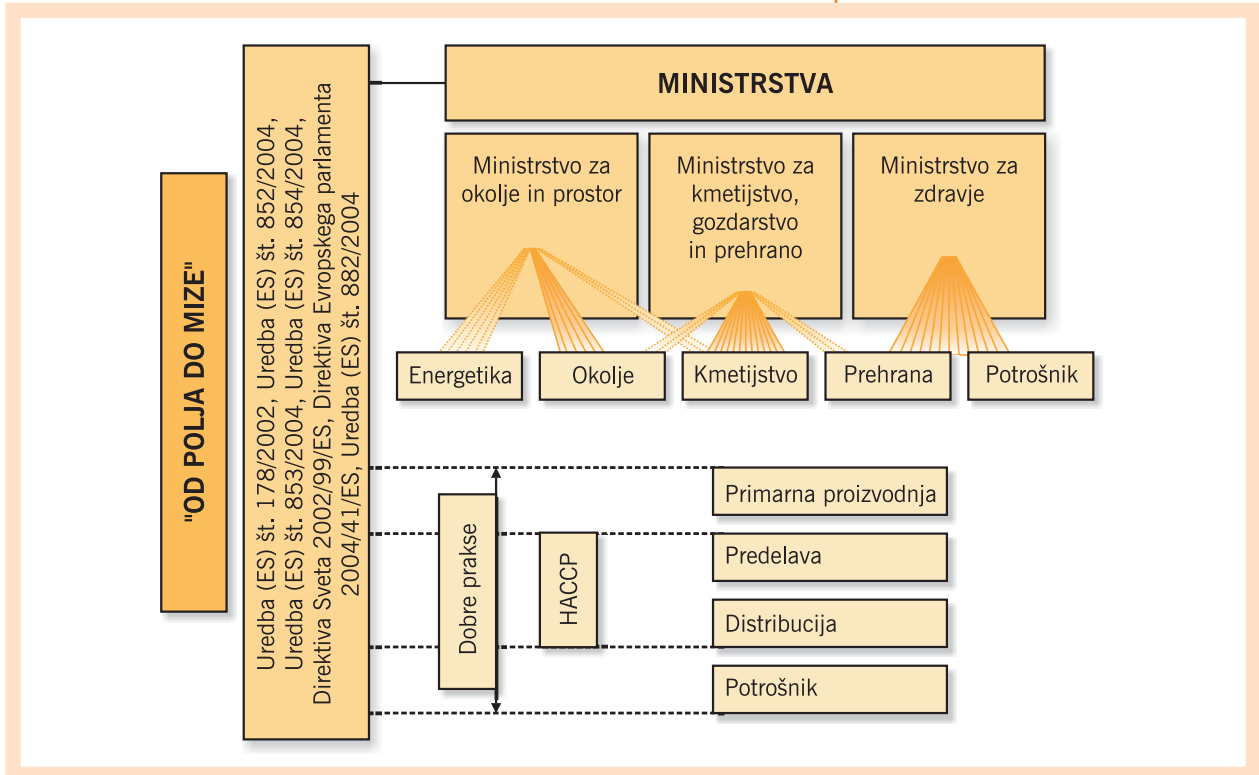 "OD POLJA DO MIZE"
Uredba (ES) št. 178/2002, Uredba (ES) št. 852/2004,
Uredba (ES) št. 853/2004, Uredba (ES) št. 854/2004,
Direktiva Sveta 2002/99/ES, Direktiva Evropskega parlamenta
2004/41/ES, Uredba (ES) št. 882/2004
MINISTRSTVA
Ministrstvo za
okolje in prostor
Ministrstvo za
kmetijstvo,
gozdarstvo
in prehrano
Ministrstvo za
zdravje
Energetika
Okolje
Kmetijstvo
Prehrana
Potrošnik
Dobre prakse
HACCP
Primarna proizvodnja
Predelava
Distribucija
Potrošnik